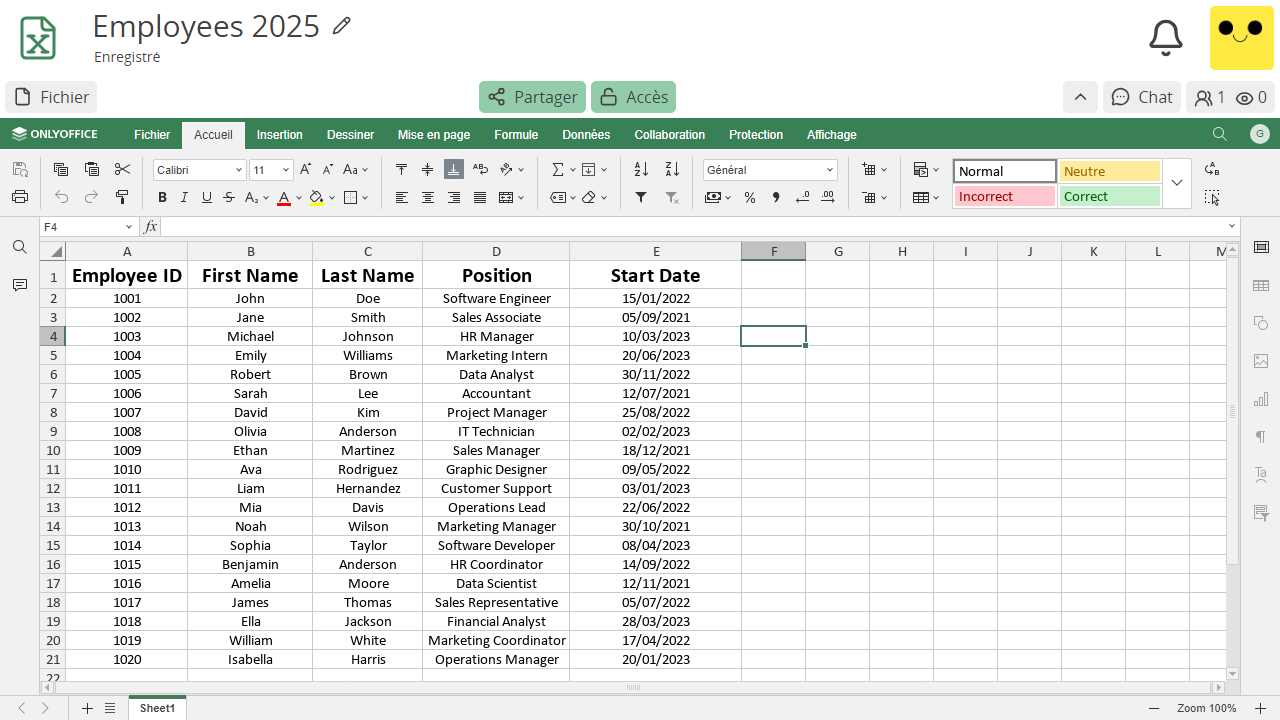 Employees 2025
Enregistré
Fichier
Partager
Accès
Chat
1
0
ONLYOFFICE
Fichier Accueil Insertion Dessiner Mise en page Formule Données Collaboration Protection Affichage
G
Calibri 11 Général Normal Neutre
Incorrect Correct
F4 fx
A B C D E F G H I J K L M
1 Employee ID First Name Last Name Position Start Date
2 1001 John Doe Software Engineer 15/01/2022
3 1002 Jane Smith Sales Associate 05/09/2021
4 1003 Michael Johnson HR Manager 10/03/2023
5 1004 Emily Williams Marketing Intern 20/06/2023
6 1005 Robert Brown Data Analyst 30/11/2022
7 1006 Sarah Lee Accountant 12/07/2021
8 1007 David Kim Project Manager 25/08/2022
9 1008 Olivia Anderson IT Technician 02/02/2023
10 1009 Ethan Martinez Sales Manager 18/12/2021
11 1010 Ava Rodriguez Graphic Designer 09/05/2022
12 1011 Liam Hernandez Customer Support 03/01/2023
13 1012 Mia Davis Operations Lead 22/06/2022
14 1013 Noah Wilson Marketing Manager 30/10/2021
15 1014 Sophia Taylor Software Developer 08/04/2023
16 1015 Benjamin Anderson HR Coordinator 14/09/2022
17 1016 Amelia Moore Data Scientist 12/11/2021
18 1017 James Thomas Sales Representative 05/07/2022
19 1018 Ella Jackson Financial Analyst 28/03/2023
20 1019 William White Marketing Coordinator 17/04/2022
21 1020 Isabella Harris Operations Manager 20/01/2023
22
Sheet1
Zoom 100%